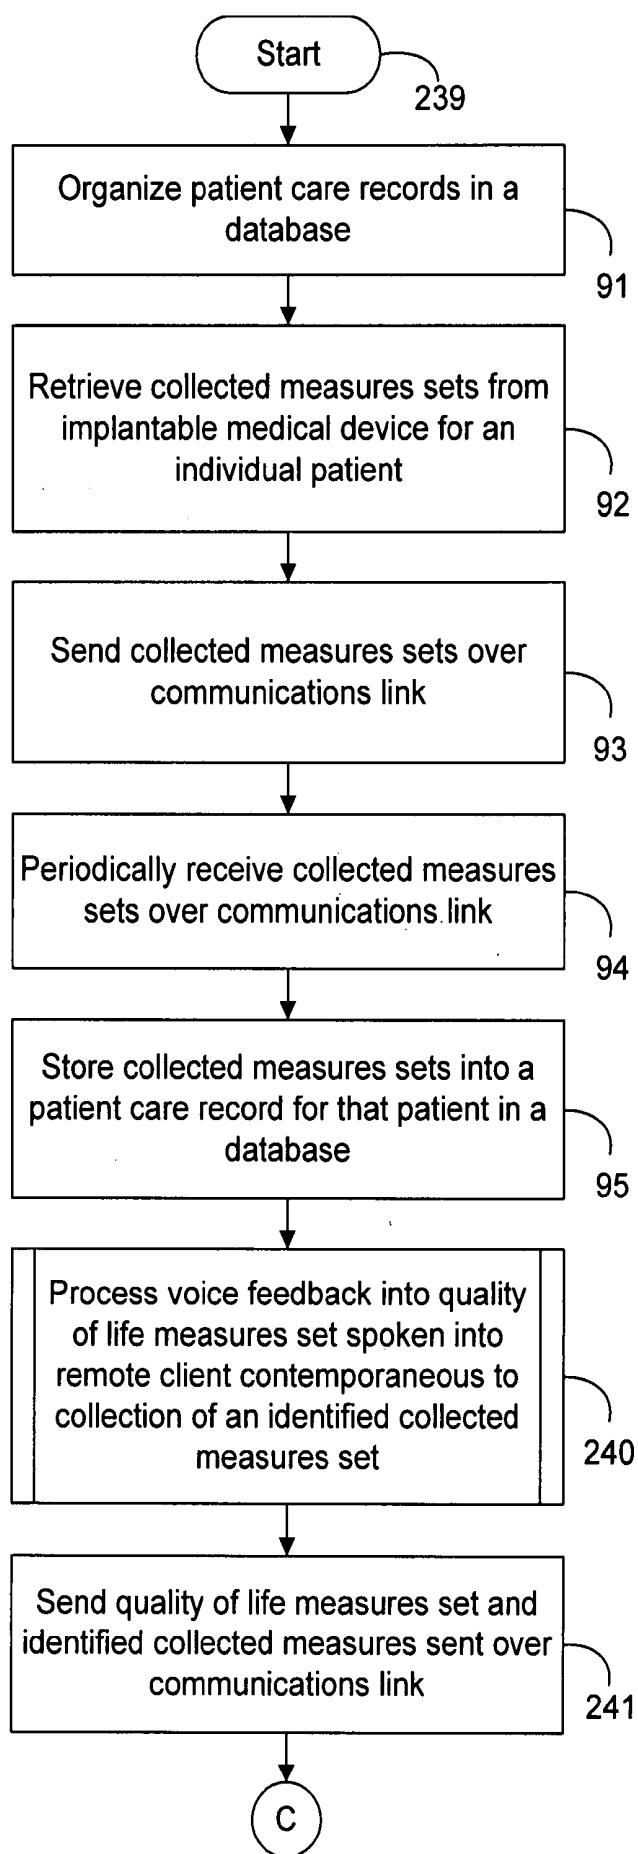 Start
239
Organize patient care records in a
database
91
Retrieve collected measures sets from
implantable medical device for an
individual patient
92
Send collected measures sets over
communications link
93
Periodically receive collected measures
sets over communications link
94
Store collected measures sets into a
patient care record for that patient in a
database
95
Process voice feedback into quality
of life measures set spoken into
remote client contemporaneous to
collection of an identified collected
measures set
240
Send quality of life measures set and
identified collected measures sent over
communications link
241
C